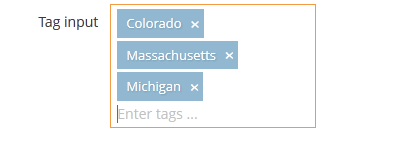 Tag input
Colorado ×
Massachusetts ×
Michigan ×
Enter tags ...